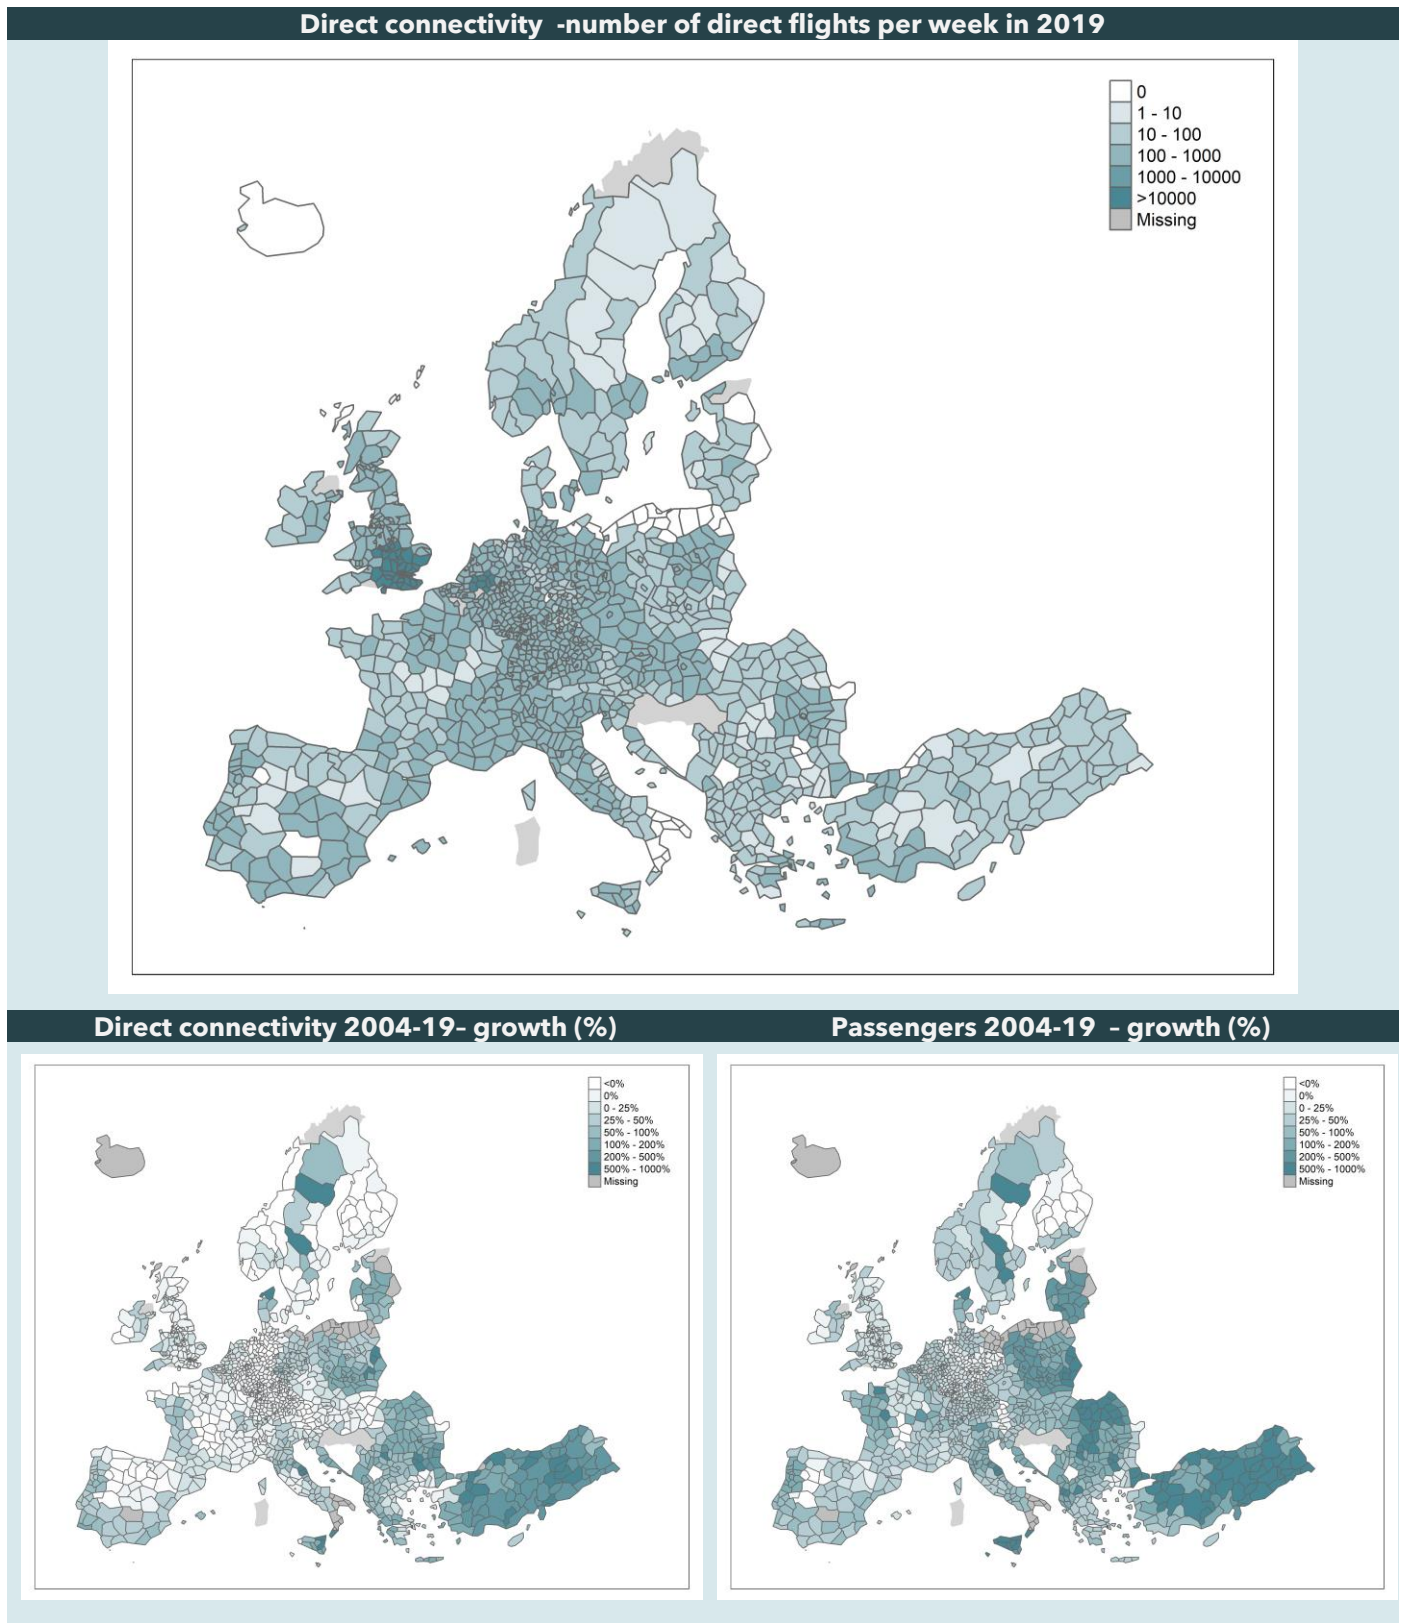 Direct connectivity -number of direct flights per week in 2019
0
1 - 10
10 - 100
100 - 1000
1000 - 10000
>10000
Missing
Direct connectivity 2004-19– growth (%)
Passengers 2004-19 – growth (%)
<0%
0%
0 - 25%
25% - 50%
50% - 100%
100% - 200%
200% - 500%
500% - 1000%
Missing
<0%
0%
0 - 25%
25% - 50%
50% - 100%
100% - 200%
200% - 500%
500% - 1000%
Missing